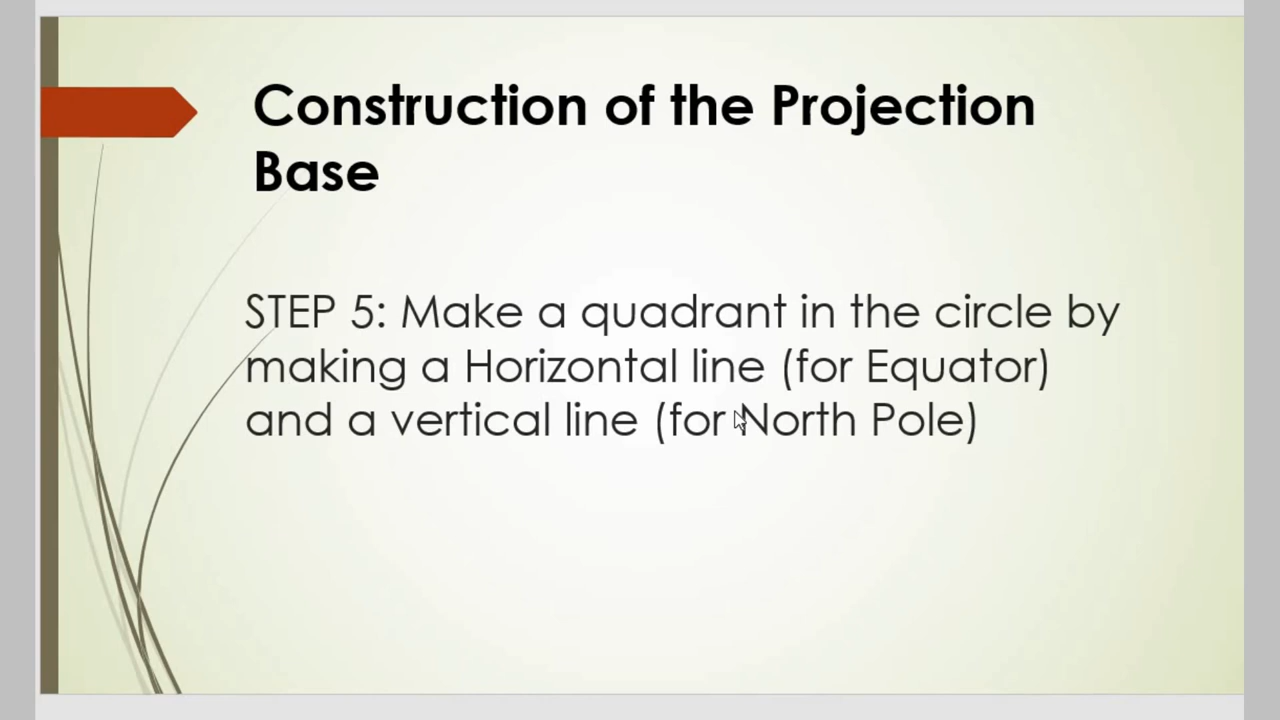 Construction of the Projection
Base
STEP 5: Make a quadrant in the circle by
making a Horizontal line (for Equator)
and a vertical line (for North Pole)